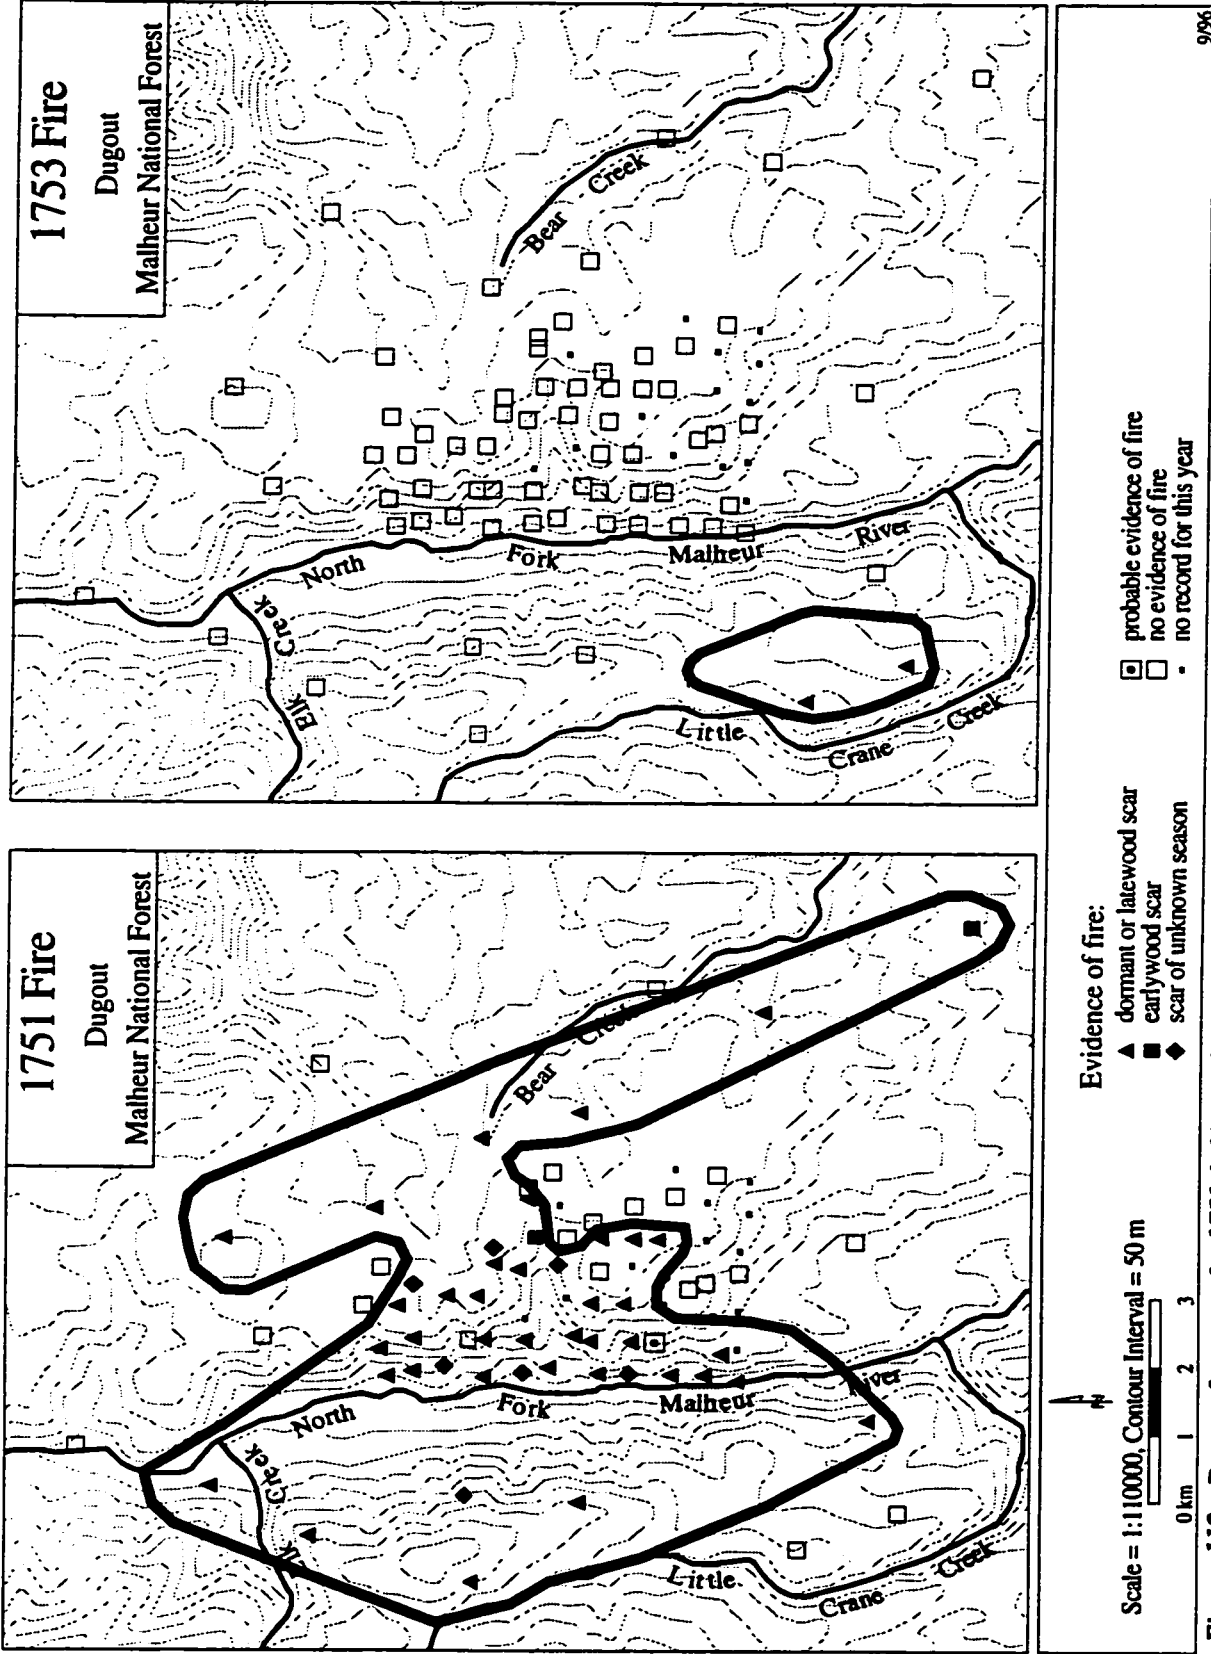 1751 Fire
Dugout
Malheur National Forest
Elk
Creek
North
Fork
Malheur
River
Little
Crane
Creek
Bear
Creek
1753 Fire
Dugout
Malheur National Forest
Elk
Creek
North
Fork
Malheur
River
Little
Crane
Creek
Bear
Creek
Scale = 1:110000, Contour Interval = 50 m
0 km 1 2 3
N
Evidence of fire:
dormant or latewood scar
earlywood scar
scar of unknown season
probable evidence of fire
no evidence of fire
no record for this year
9/96